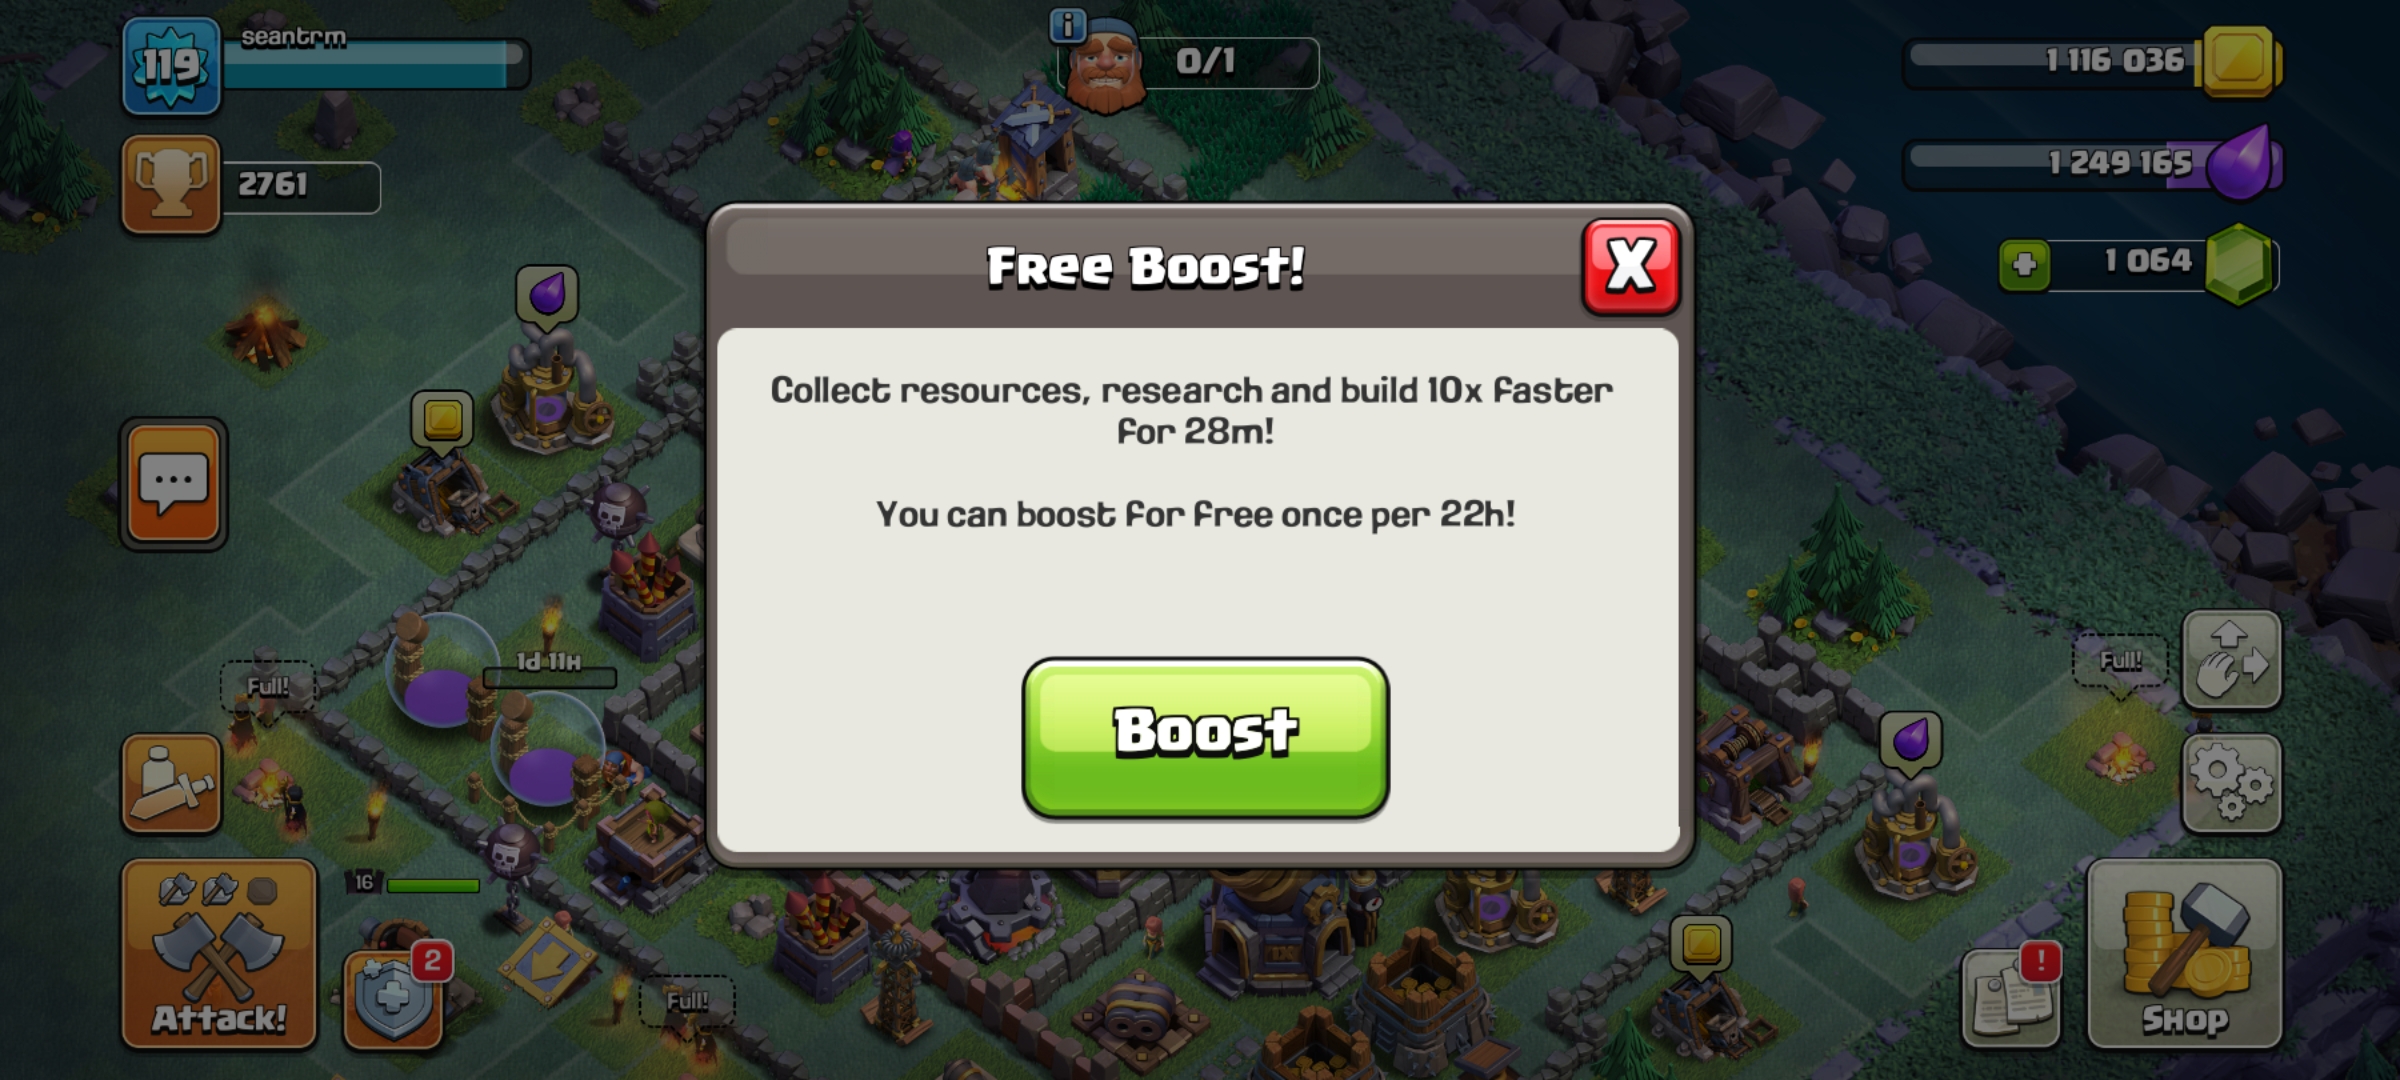 119
seantrm
0/1
1 116 036
2761
1 249 165
1 064
Free Boost!
X
Collect resources, research and build 10x faster
for 28m!
You can boost for free once per 22h!
Boost
1d 11h
Full!
Full!
16
2
Attack!
Full!
!
Shop